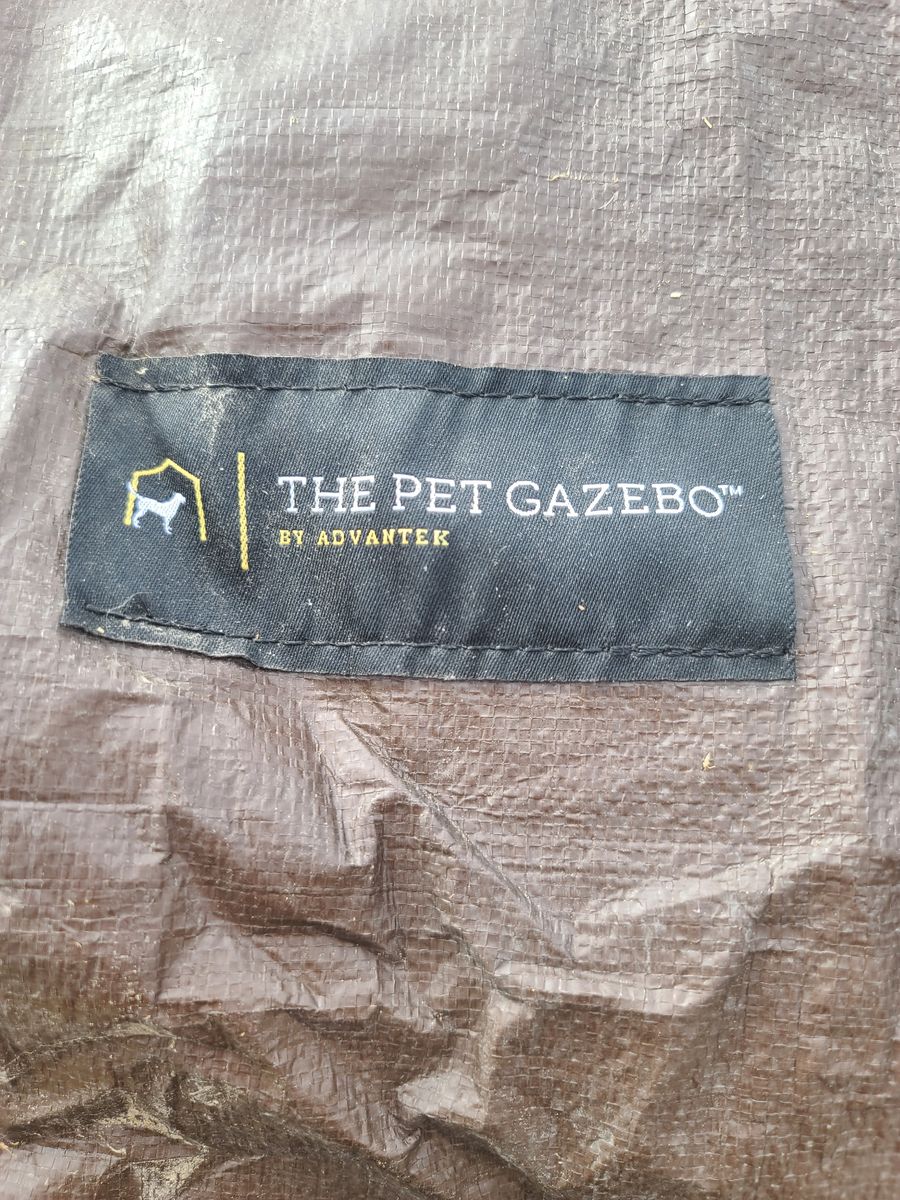 THE PET GAZEBO™
BY ADVANTEK